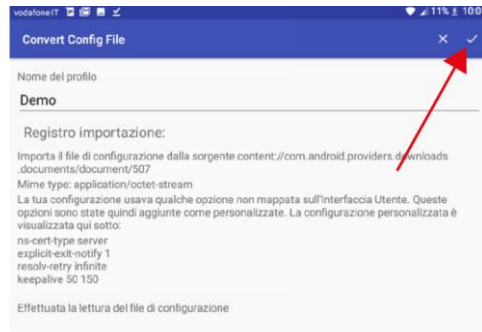 vodafone IT 11% 10:0
Convert Config File
Nome del profilo
Demo
Registro importazione:
Importa il file di configurazione dalla sorgente content://com.android.providers.downloads
.documents/document/507
Mime type: application/octet-stream
La tua configurazione usava qualche opzione non mappata sull'Interfaccia Utente. Queste
opzioni sono state quindi aggiunte come personalizzate. La configurazione personalizzata è
visualizzata qui sotto:
ns-cert-type server
explicit-exit-notify 1
resolv-retry infinite
keepalive 50 150
Effettuata la lettura del file di configurazione